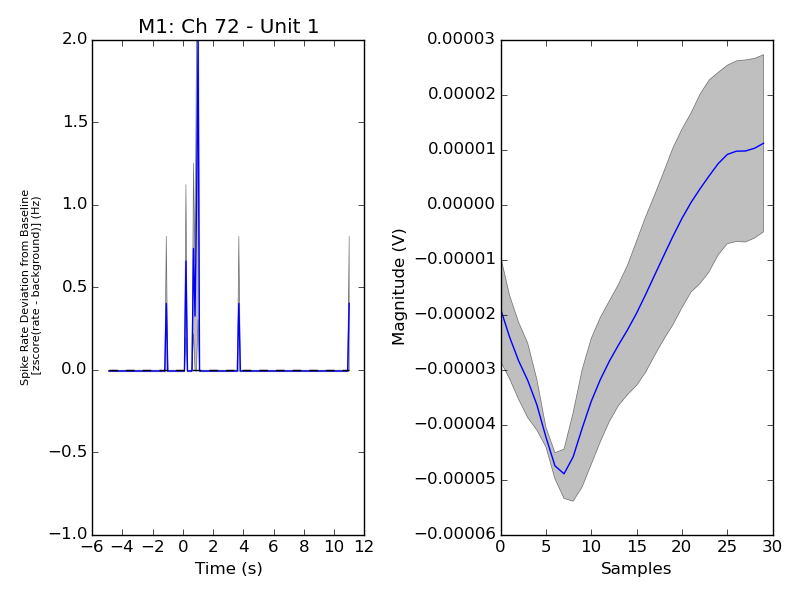 M1: Ch 72 - Unit 1
2.0
1.5
1.0
0.5
0.0
−0.5
−1.0
−6 −4 −2 0 2 4 6 8 10 12
Time (s)
Spike Rate Deviation from Baseline
[zscore(rate - background)] (Hz)
0.00003
0.00002
0.00001
0.00000
−0.00001
−0.00002
−0.00003
−0.00004
−0.00005
−0.00006
0 5 10 15 20 25 30
Samples
Magnitude (V)